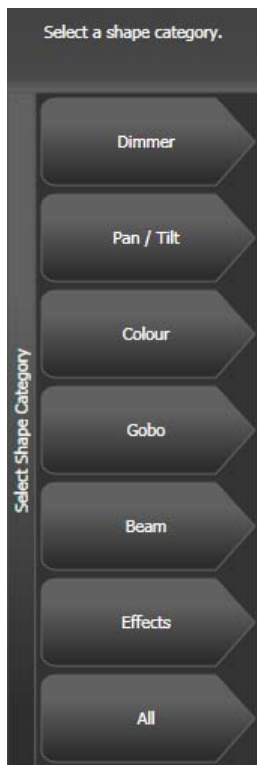 Select a shape category.
Select Shape Category
Dimmer
Pan / Tilt
Colour
Gobo
Beam
Effects
All